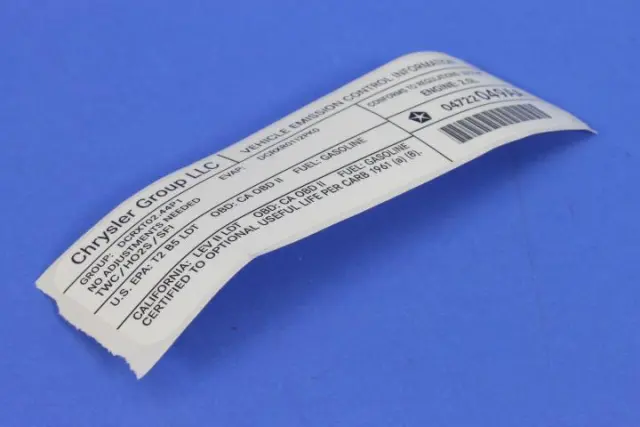 Chrysler Group LLC
VEHICLE EMISSION CONTROL INFORMATION
CONFORMS TO REGULATIONS:
GROUP: DCRXT02.44P1
EVAP:
ENGINE: 2.0L
NO ADJUSTMENTS NEEDED
TWC / HO2S / SFI
04722049AA
U.S. EPA: T2 B5 LDT OBD: CA OBD II FUEL: GASOLINE
CALIFORNIA: LEV II LDT OBD: CA OBD II FUEL: GASOLINE
CERTIFIED TO OPTIONAL USEFUL LIFE PER CARB 1961 (a) (8).